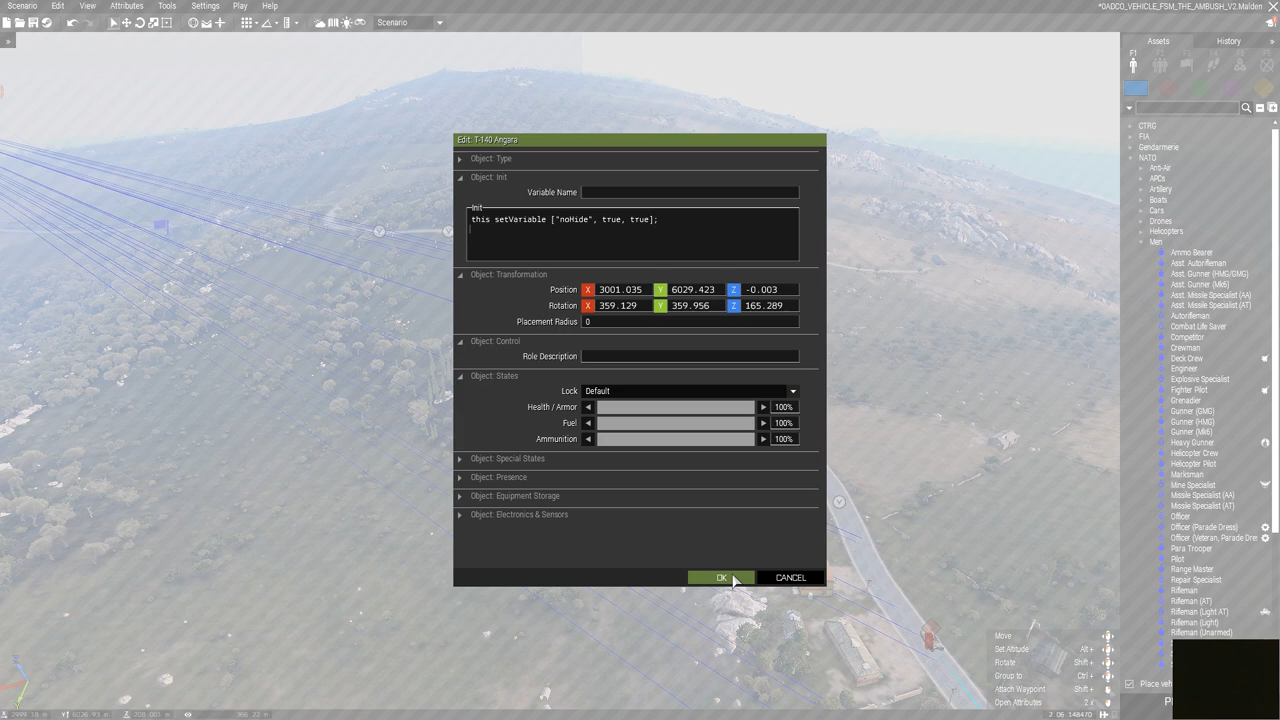 Scenario Edit View Attributes Tools Settings Play Help
*0ADCO_VEHICLE_FSM_THE_AMBUSH_V2.Malden
Scenario
Edit: T-140 Angara
Object: Type
Object: Init
Variable Name
Init
this setVariable ["noHide", true, true];
Object: Transformation
Position X 3001.035 Y 6029.423 Z -0.003
Rotation X 359.129 Y 359.956 Z 165.289
Placement Radius 0
Object: Control
Role Description
Object: States
Lock Default
Health / Armor 100%
Fuel 100%
Ammunition 100%
Object: Special States
Object: Presence
Object: Equipment Storage
Object: Electronics & Sensors
OK CANCEL
Assets History
F1
CTRG
FIA
Gendarmerie
NATO
Anti-Air
APCs
Artillery
Boats
Cars
Drones
Helicopters
Men
Ammo Bearer
Asst. Autorifleman
Asst. Gunner (HMG/GMG)
Asst. Gunner (Mk6)
Asst. Missile Specialist (AA)
Asst. Missile Specialist (AT)
Autorifleman
Combat Life Saver
Competitor
Crewman
Deck Crew
Engineer
Explosive Specialist
Fighter Pilot
Grenadier
Gunner (GMG)
Gunner (HMG)
Gunner (Mk6)
Heavy Gunner
Helicopter Crew
Helicopter Pilot
Marksman
Mine Specialist
Missile Specialist (AA)
Missile Specialist (AT)
Officer
Officer (Parade Dress)
Officer (Veteran, Parade Dre
Para Trooper
Pilot
Range Master
Repair Specialist
Rifleman
Rifleman (AT)
Rifleman (Light AT)
Rifleman (Light)
Rifleman (Unarmed)
Place veh
Move
Set Altitude Alt +
Rotate Shift +
Group to Ctrl +
Attach Waypoint Shift +
Open Attributes 2 x
2.06.148470